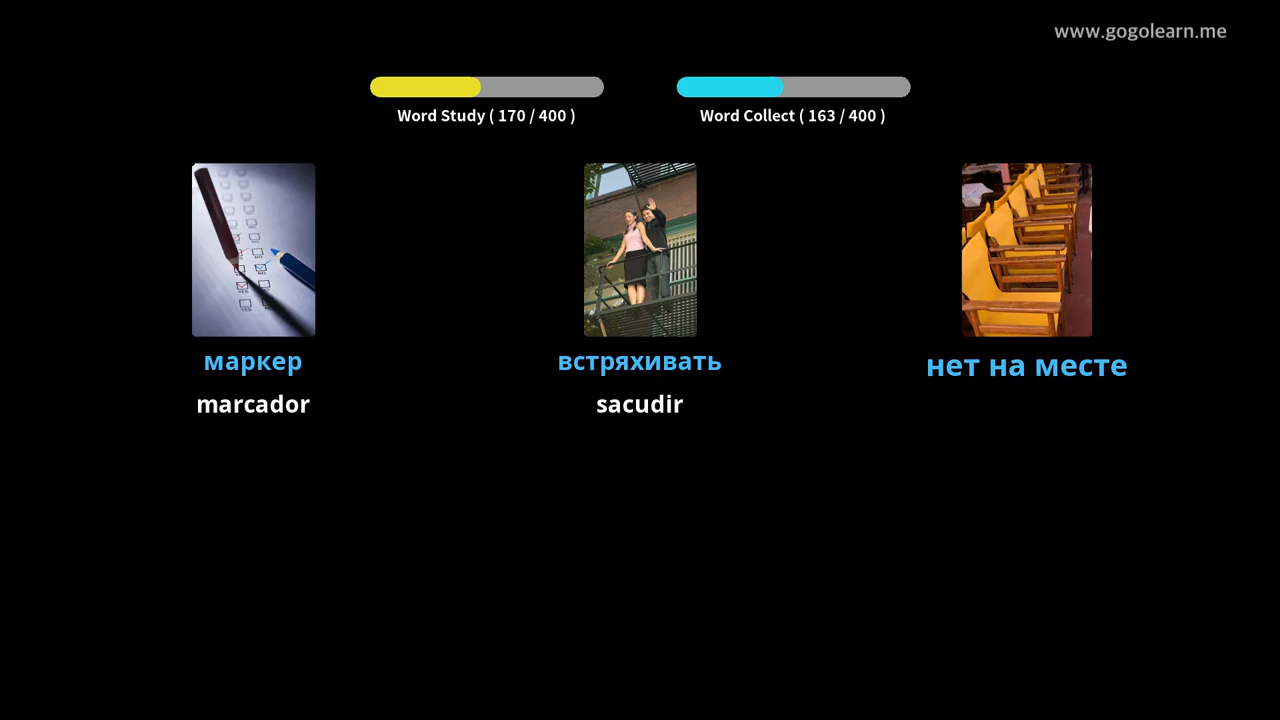 www.gogolearn.me
Word Study ( 170 / 400 )
Word Collect ( 163 / 400 )
маркер
встряхивать
нет на месте
marcador
sacudir